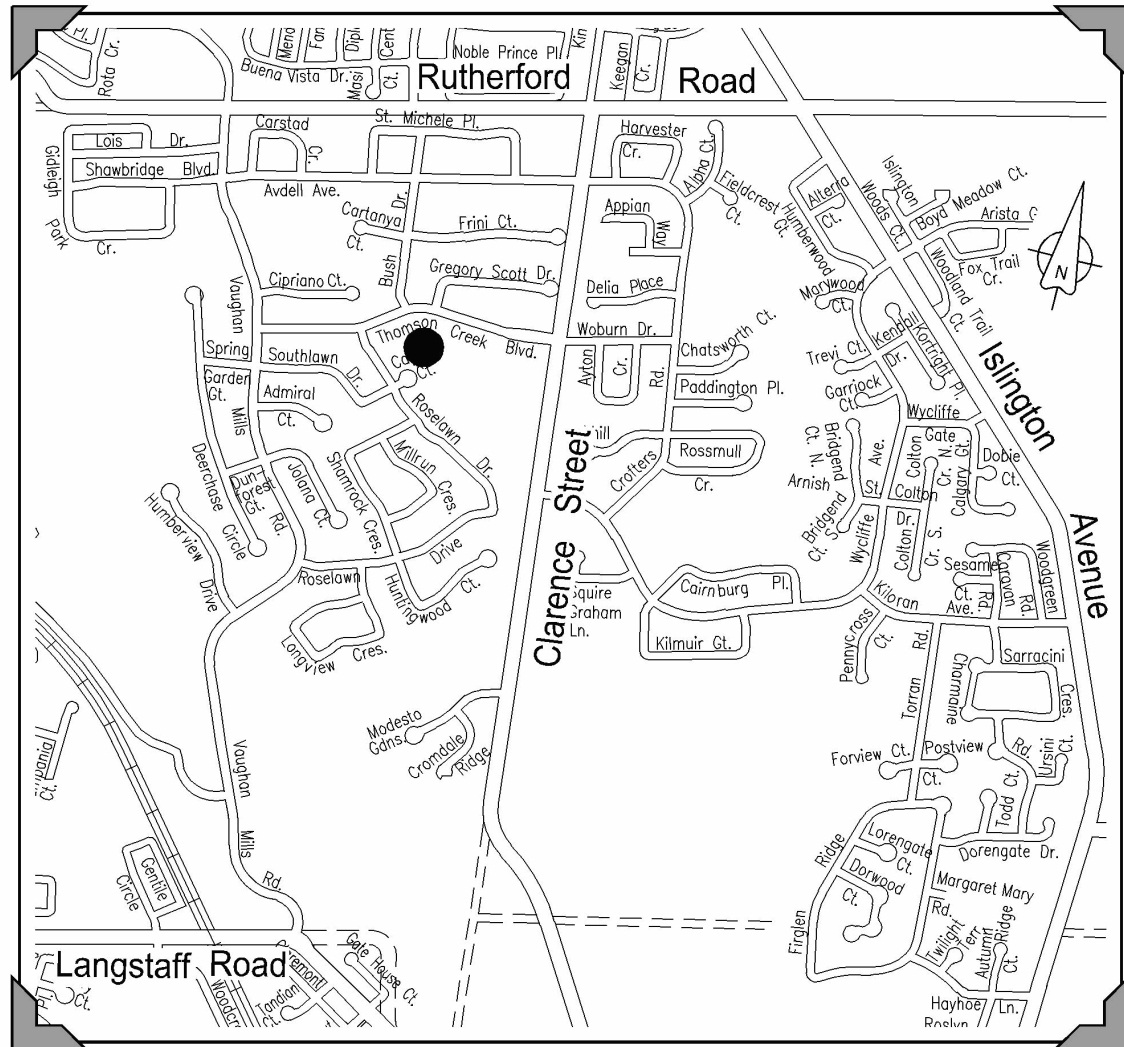 Pl.
Rota Cr.
Buena Vista Dr.
Mosi
Ct.
Noble Prince Pl.
Keegan
Cr.
Rutherford Road
Lois Dr.
Carstad
Cr.
St. Michele Pl.
Harvester
Cr.
Alpha Ct.
Gidleigh
Park
Cr.
Shawbridge Blvd.
Avdell Ave.
Cartanya
Ct.
Bush
Dr.
Frini Ct.
Appian
Way
Fieldcrest
Ct.
Humberwood
Gt.
Alterra
Ct.
Woods Ct.
Islington
Boyd Meadow Ct.
Arista G
Fox Trail
Cr.
Woodland Trail
Ct.
N
Cipriano Ct.
Gregory Scott Dr.
Delia Place
Marywood
Ct.
Vaughan
Mills
Rd.
Thomson Creek Blvd.
Woburn Dr.
Chatsworth Ct.
Kendall
Dr.
Kortright Pl.
Trevi Ct.
Spring
Garden
Gt.
Southlawn
Dr.
Ct.
Ayton
Cr.
Rd.
Paddington Pl.
Garriock
Ct.
Islington
Avenue
Admiral
Ct.
Roselawn
Dr.
Wycliffe
Gate
Clarence Street
Rossmull
Cr.
Crofters
Bridgend
Ct. N.
Arnish
St.
Wycliffe
Ave.
Colton
Cr. N.
Calgary Gt.
Dobie
Ct.
Deerchase Circle
Dun-
forest
Gt.
Jolana Ct.
Shamrock Cres.
Millrun
Cres.
Bridgend
Ct. S.
Colton
Dr.
Colton
Cr. S.
Humberview
Drive
Roselawn Drive
Huntingwood Ct.
Squire
Graham
Ln.
Cairnburg Pl.
Kiloran
Ave.
Sesame
Ct.
Caravan
Rd.
Woodgreen
Rd.
Longview Cres.
Kilmuir Gt.
Pennycross
Ct.
Torran
Rd.
Sarracini
Cres.
Charmaine
Rd.
Modesto
Gdns.
Cromdale
Ridge
Forview Ct.
Postview
Ct.
Ursini
Ct.
Todd Ct.
Ct.
Vaughan
Mills
Rd.
Firglen
Ridge
Lorengate
Ct.
Dorengate Dr.
Dorwood
Ct.
Margaret Mary
Rd.
Gentile
Circle
Twilight
Terr.
Autumn
Ridge
Ct.
Langstaff Road
Gate House Ct.
Tandian
Ct.
Ct.
Hayhoe
Ln.
Roslyn